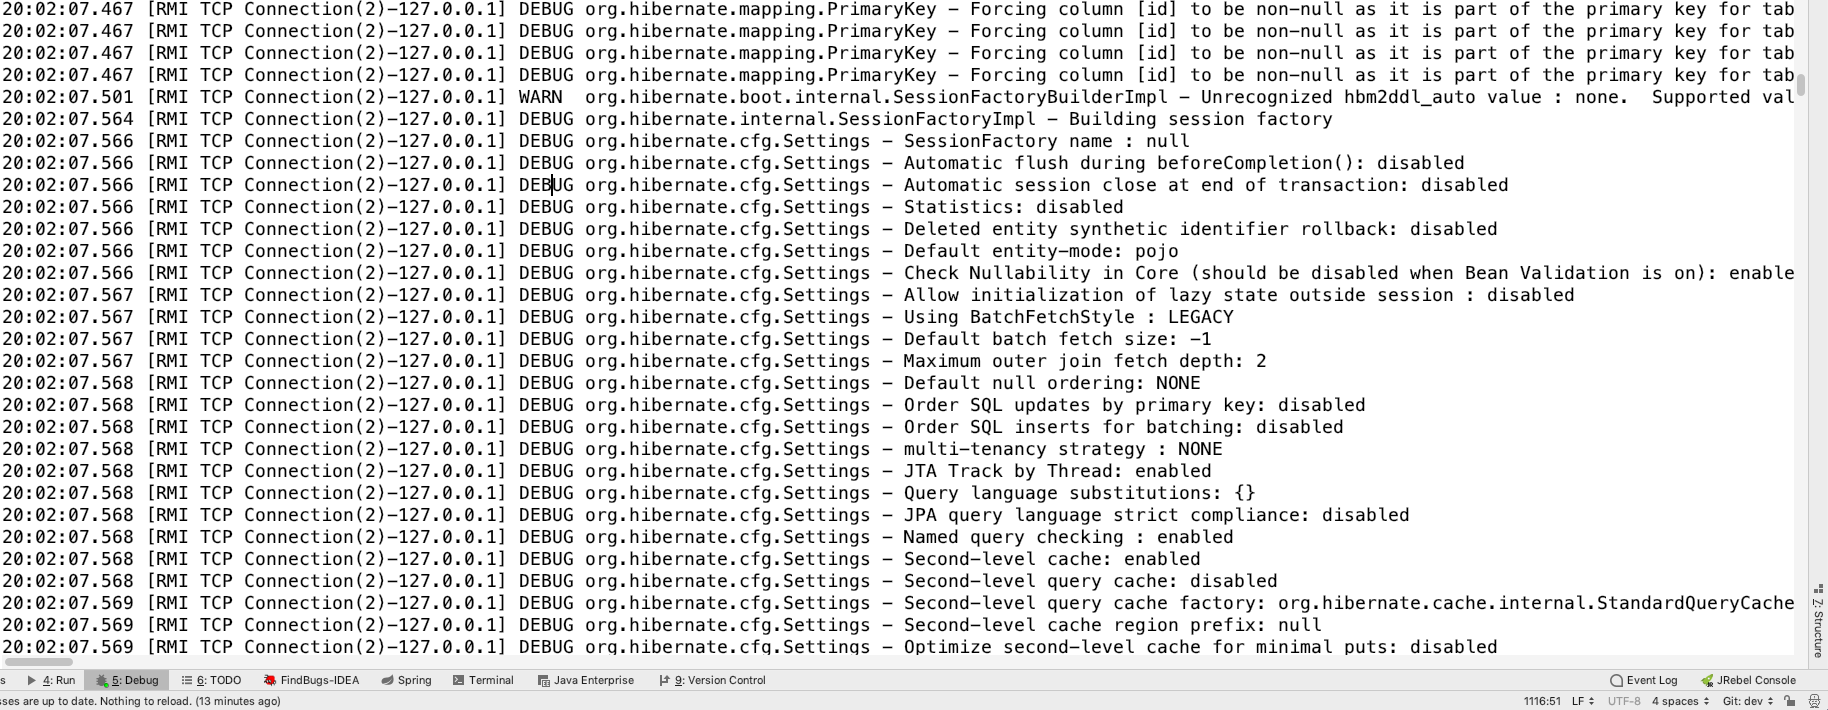 20:02:07.467 [RMI TCP Connection(2)-127.0.0.1] DEBUG org.hibernate.mapping.PrimaryKey - Forcing column [id] to be non-null as it is part of the primary key for tab
20:02:07.467 [RMI TCP Connection(2)-127.0.0.1] DEBUG org.hibernate.mapping.PrimaryKey - Forcing column [id] to be non-null as it is part of the primary key for tab
20:02:07.467 [RMI TCP Connection(2)-127.0.0.1] DEBUG org.hibernate.mapping.PrimaryKey - Forcing column [id] to be non-null as it is part of the primary key for tab
20:02:07.467 [RMI TCP Connection(2)-127.0.0.1] DEBUG org.hibernate.mapping.PrimaryKey - Forcing column [id] to be non-null as it is part of the primary key for tab
20:02:07.501 [RMI TCP Connection(2)-127.0.0.1] WARN  org.hibernate.boot.internal.SessionFactoryBuilderImpl - Unrecognized hbm2ddl_auto value : none.  Supported val
20:02:07.564 [RMI TCP Connection(2)-127.0.0.1] DEBUG org.hibernate.internal.SessionFactoryImpl - Building session factory
20:02:07.566 [RMI TCP Connection(2)-127.0.0.1] DEBUG org.hibernate.cfg.Settings - SessionFactory name : null
20:02:07.566 [RMI TCP Connection(2)-127.0.0.1] DEBUG org.hibernate.cfg.Settings - Automatic flush during beforeCompletion(): disabled
20:02:07.566 [RMI TCP Connection(2)-127.0.0.1] DEBUG org.hibernate.cfg.Settings - Automatic session close at end of transaction: disabled
20:02:07.566 [RMI TCP Connection(2)-127.0.0.1] DEBUG org.hibernate.cfg.Settings - Statistics: disabled
20:02:07.566 [RMI TCP Connection(2)-127.0.0.1] DEBUG org.hibernate.cfg.Settings - Deleted entity synthetic identifier rollback: disabled
20:02:07.566 [RMI TCP Connection(2)-127.0.0.1] DEBUG org.hibernate.cfg.Settings - Default entity-mode: pojo
20:02:07.566 [RMI TCP Connection(2)-127.0.0.1] DEBUG org.hibernate.cfg.Settings - Check Nullability in Core (should be disabled when Bean Validation is on): enable
20:02:07.567 [RMI TCP Connection(2)-127.0.0.1] DEBUG org.hibernate.cfg.Settings - Allow initialization of lazy state outside session : disabled
20:02:07.567 [RMI TCP Connection(2)-127.0.0.1] DEBUG org.hibernate.cfg.Settings - Using BatchFetchStyle : LEGACY
20:02:07.567 [RMI TCP Connection(2)-127.0.0.1] DEBUG org.hibernate.cfg.Settings - Default batch fetch size: -1
20:02:07.567 [RMI TCP Connection(2)-127.0.0.1] DEBUG org.hibernate.cfg.Settings - Maximum outer join fetch depth: 2
20:02:07.568 [RMI TCP Connection(2)-127.0.0.1] DEBUG org.hibernate.cfg.Settings - Default null ordering: NONE
20:02:07.568 [RMI TCP Connection(2)-127.0.0.1] DEBUG org.hibernate.cfg.Settings - Order SQL updates by primary key: disabled
20:02:07.568 [RMI TCP Connection(2)-127.0.0.1] DEBUG org.hibernate.cfg.Settings - Order SQL inserts for batching: disabled
20:02:07.568 [RMI TCP Connection(2)-127.0.0.1] DEBUG org.hibernate.cfg.Settings - multi-tenancy strategy : NONE
20:02:07.568 [RMI TCP Connection(2)-127.0.0.1] DEBUG org.hibernate.cfg.Settings - JTA Track by Thread: enabled
20:02:07.568 [RMI TCP Connection(2)-127.0.0.1] DEBUG org.hibernate.cfg.Settings - Query language substitutions: {}
20:02:07.568 [RMI TCP Connection(2)-127.0.0.1] DEBUG org.hibernate.cfg.Settings - JPA query language strict compliance: disabled
20:02:07.568 [RMI TCP Connection(2)-127.0.0.1] DEBUG org.hibernate.cfg.Settings - Named query checking : enabled
20:02:07.568 [RMI TCP Connection(2)-127.0.0.1] DEBUG org.hibernate.cfg.Settings - Second-level cache: enabled
20:02:07.568 [RMI TCP Connection(2)-127.0.0.1] DEBUG org.hibernate.cfg.Settings - Second-level query cache: disabled
20:02:07.569 [RMI TCP Connection(2)-127.0.0.1] DEBUG org.hibernate.cfg.Settings - Second-level query cache factory: org.hibernate.cache.internal.StandardQueryCache
20:02:07.569 [RMI TCP Connection(2)-127.0.0.1] DEBUG org.hibernate.cfg.Settings - Second-level cache region prefix: null
20:02:07.569 [RMI TCP Connection(2)-127.0.0.1] DEBUG org.hibernate.cfg.Settings - Optimize second-level cache for minimal puts: disabled
7: Structure
s 4: Run 5: Debug 6: TODO FindBugs-IDEA Spring Terminal Java Enterprise 9: Version Control Event Log JRebel Console
sses are up to date. Nothing to reload. (13 minutes ago) 1116:51 LF UTF-8 4 spaces Git: dev